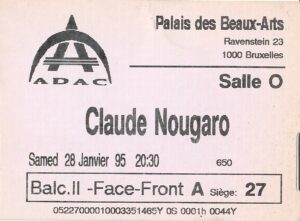 Palais des Beaux-Arts
Ravenstein 23
1000 Bruxelles
ADAC
Salle O
Claude Nougaro
Samed 28 Janvier 95 20:30 650
Balc.II -Face-Front A Siège: 27
05227000010003351465Y 0S 0001h 0044Y